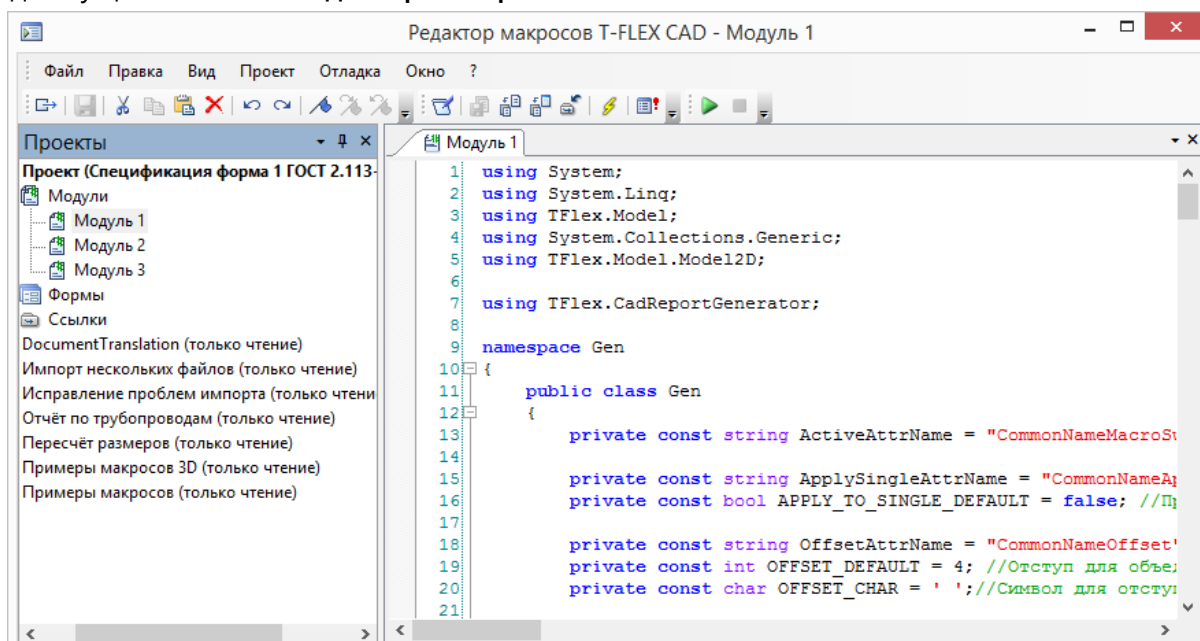 Редактор макросов T-FLEX CAD - Модуль 1
Файл Правка Вид Проект Отладка Окно ?
Проекты
Проект (Спецификация форма 1 ГОСТ 2.113-
Модули
Модуль 1
Модуль 2
Модуль 3
Формы
Ссылки
DocumentTranslation (только чтение)
Импорт нескольких файлов (только чтение)
Исправление проблем импорта (только чтени
Отчёт по трубопроводам (только чтение)
Пересчёт размеров (только чтение)
Примеры макросов 3D (только чтение)
Примеры макросов (только чтение)
Модуль 1
1 using System;
2 using System.Linq;
3 using TFlex.Model;
4 using System.Collections.Generic;
5 using TFlex.Model.Model2D;
6
7 using TFlex.CadReportGenerator;
8
9 namespace Gen
10 {
11 public class Gen
12 {
13 private const string ActiveAttrName = "CommonNameMacroSw
14
15 private const string ApplySingleAttrName = "CommonNameAp
16 private const bool APPLY_TO_SINGLE_DEFAULT = false; //Пр
17
18 private const string OffsetAttrName = "CommonNameOffset"
19 private const int OFFSET_DEFAULT = 4; //Отступ для объед
20 private const char OFFSET_CHAR = ' ';//Символ для отступ
21